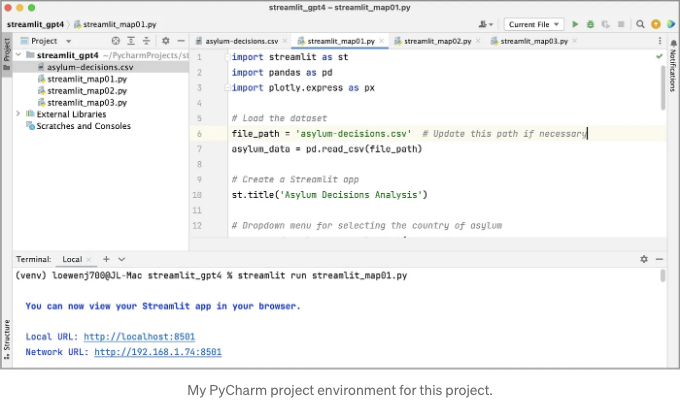 streamlit_gpt4 – streamlit_map01.py
streamlit_gpt4 streamlit_map01.py Current File
Project
asylum-decisions.csv streamlit_map01.py streamlit_map02.py streamlit_map03.py
Project
streamlit_gpt4 ~/PycharmProjects/st
asylum-decisions.csv
streamlit_map01.py
streamlit_map02.py
streamlit_map03.py
External Libraries
Scratches and Consoles
1 import streamlit as st
2 import pandas as pd
3 import plotly.express as px
4
5 # Load the dataset
6 file_path = 'asylum-decisions.csv' # Update this path if necessary
7 asylum_data = pd.read_csv(file_path)
8
9 # Create a Streamlit app
10 st.title('Asylum Decisions Analysis')
11
12 # Dropdown menu for selecting the country of asylum
Notifications
Terminal: Local
(venv) loewenj700@JL-Mac streamlit_gpt4 % streamlit run streamlit_map01.py
You can now view your Streamlit app in your browser.
Local URL: http://localhost:8501
Network URL: http://192.168.1.74:8501
Structure
My PyCharm project environment for this project.